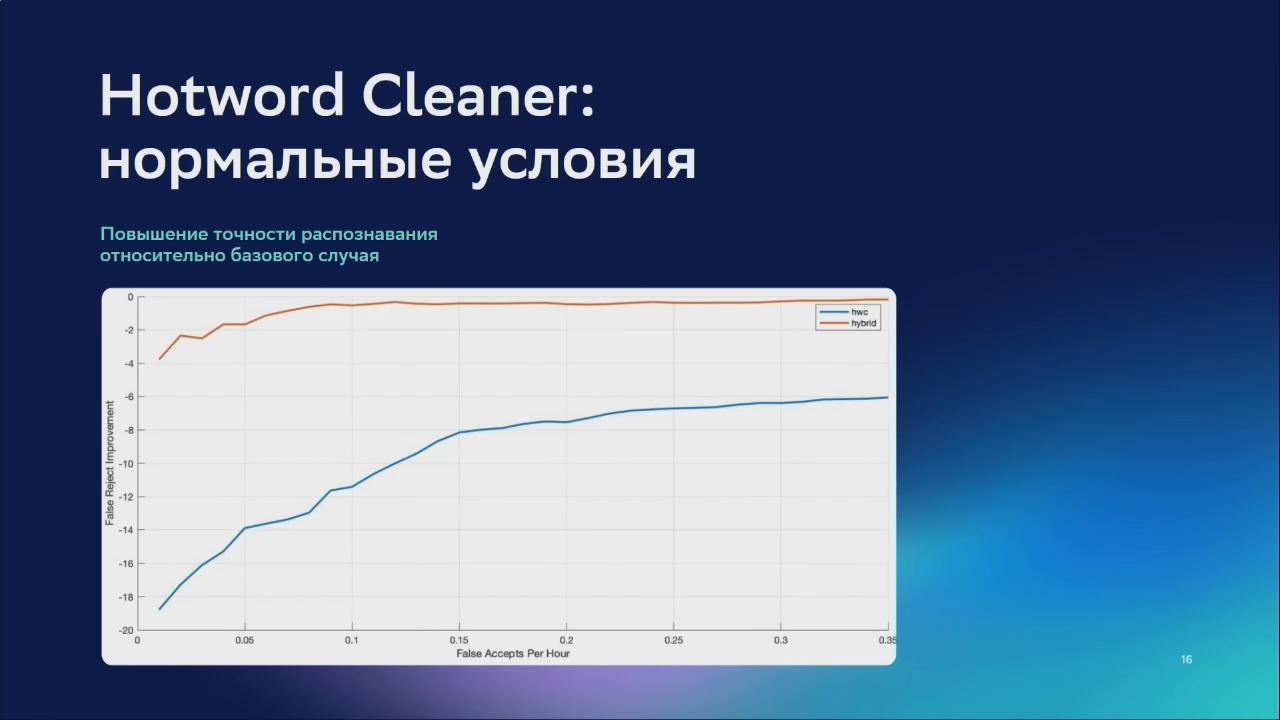 Hotword Cleaner:
нормальные условия
Повышение точности распознавания
относительно базового случая
0
-2
-4
-6
-8
-10
-12
-14
-16
-18
-20
False Reject Improvement
hwc
hybrid
0 0.05 0.1 0.15 0.2 0.25 0.3 0.35
False Accepts Per Hour
16